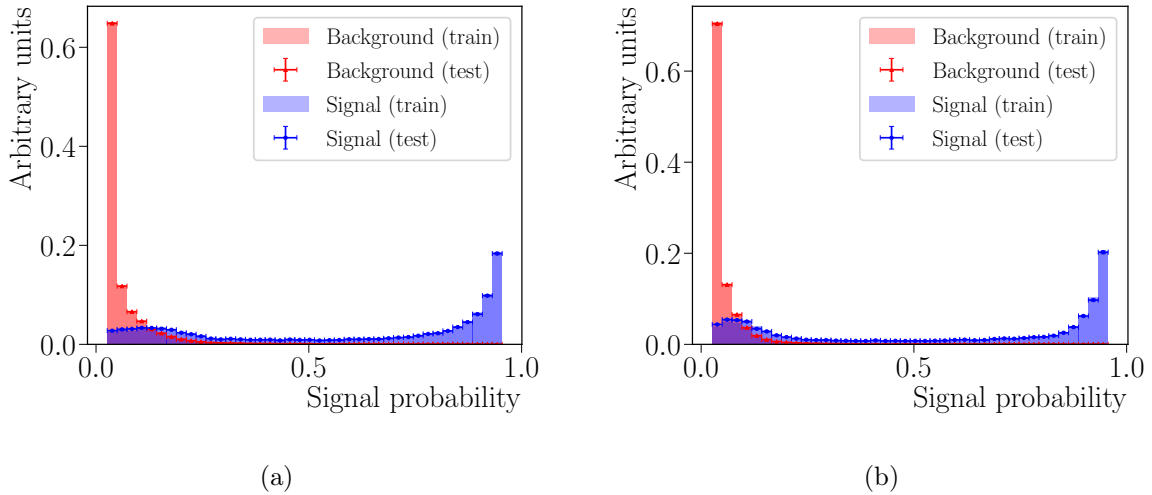 Arbitrary units
0.6
0.4
0.2
0.0
Background (train)
Background (test)
Signal (train)
Signal (test)
0.0 0.5 1.0
Signal probability
(a)
Arbitrary units
0.6
0.4
0.2
0.0
Background (train)
Background (test)
Signal (train)
Signal (test)
0.0 0.5 1.0
Signal probability
(b)